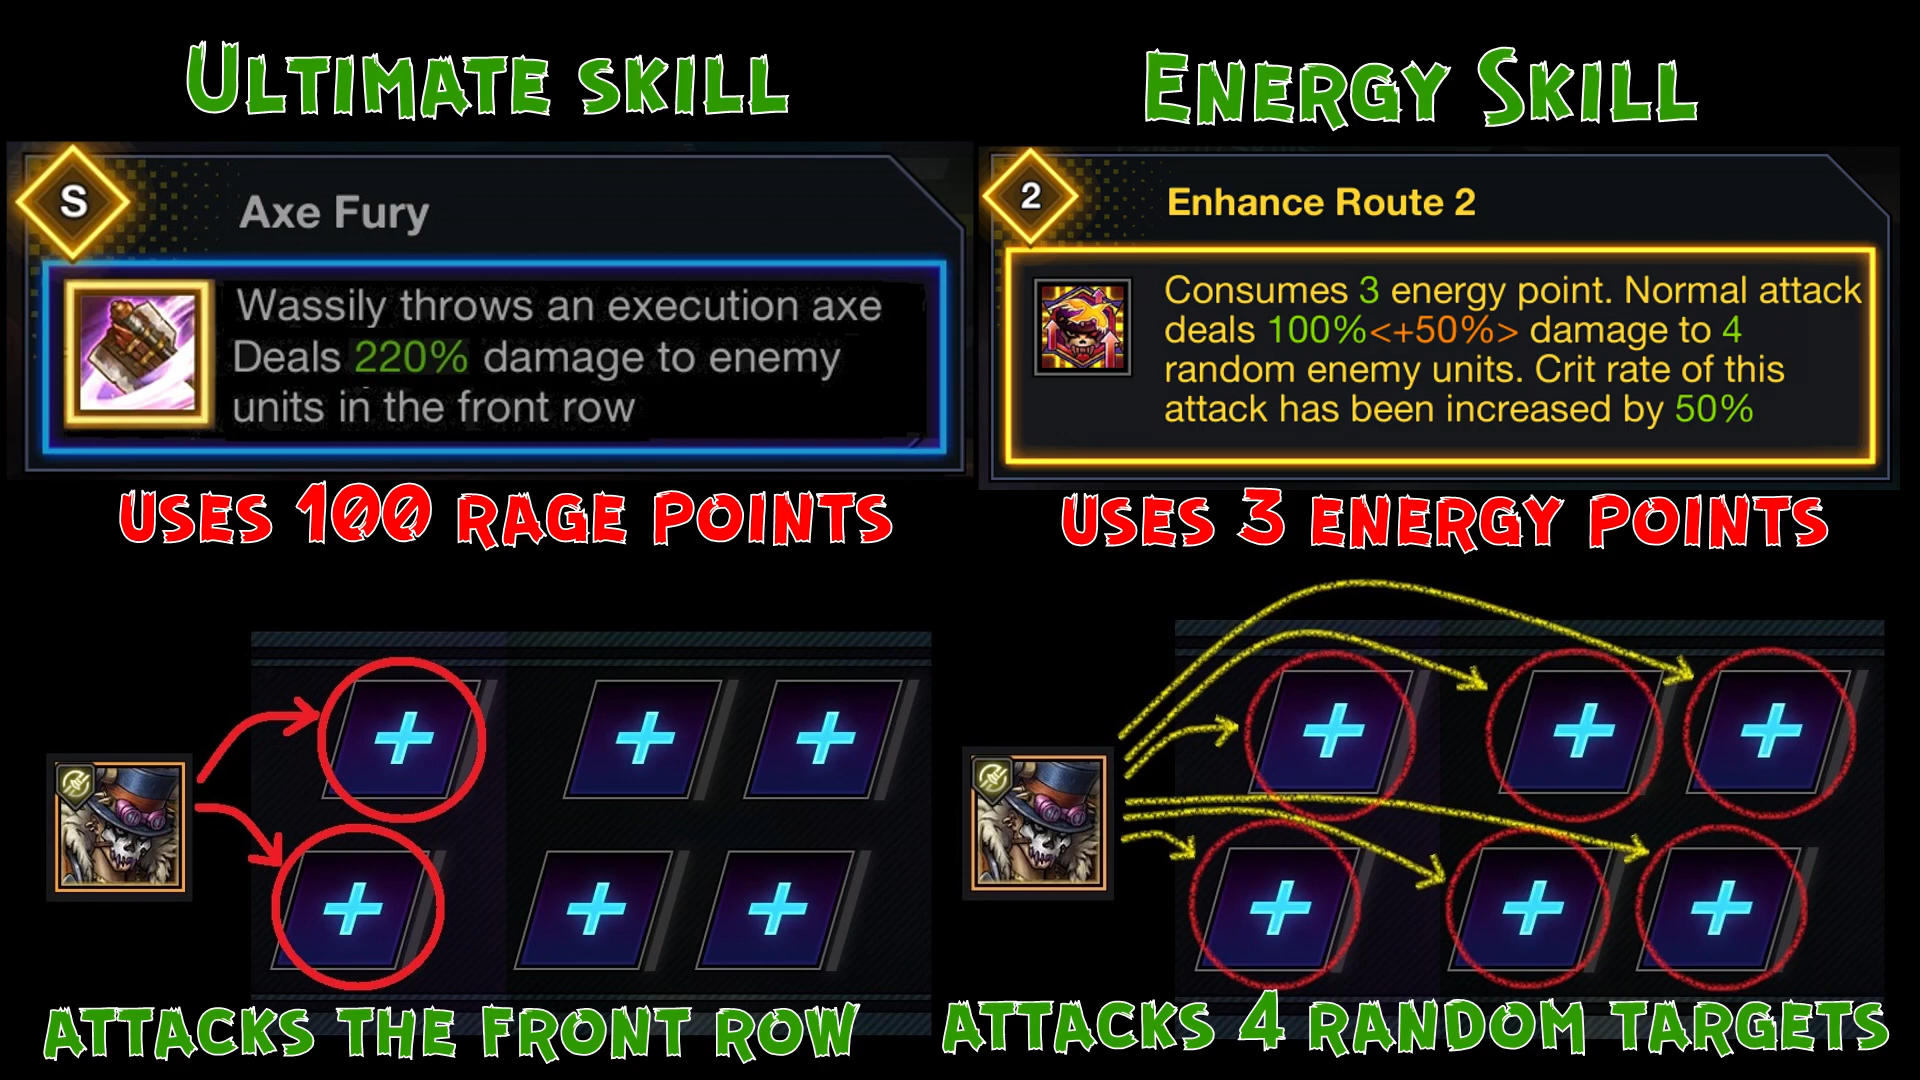 Ultimate skill
S
Axe Fury
Wassily throws an execution axe
Deals 220% damage to enemy
units in the front row
uses 100 rage points
attacks the front row
Energy Skill
2
Enhance Route 2
Consumes 3 energy point. Normal attack
deals 100%<+50%> damage to 4
random enemy units. Crit rate of this
attack has been increased by 50%
uses 3 energy points
attacks 4 random targets